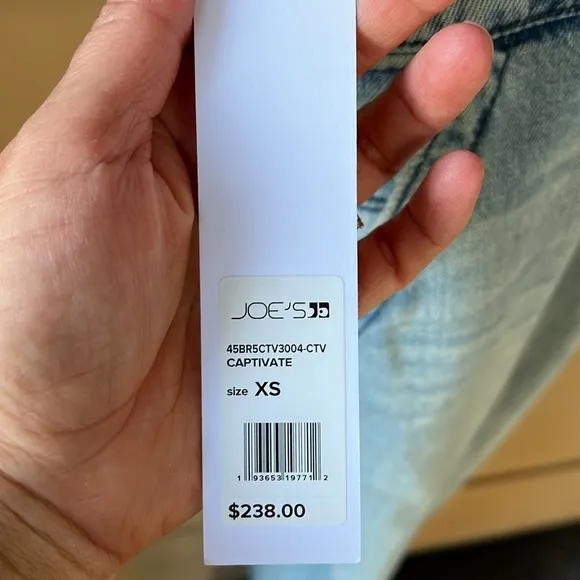 JOE'S
45BR5CTV3004-CTV
CAPTIVATE
size XS
1 93653 19771 2
$238.00